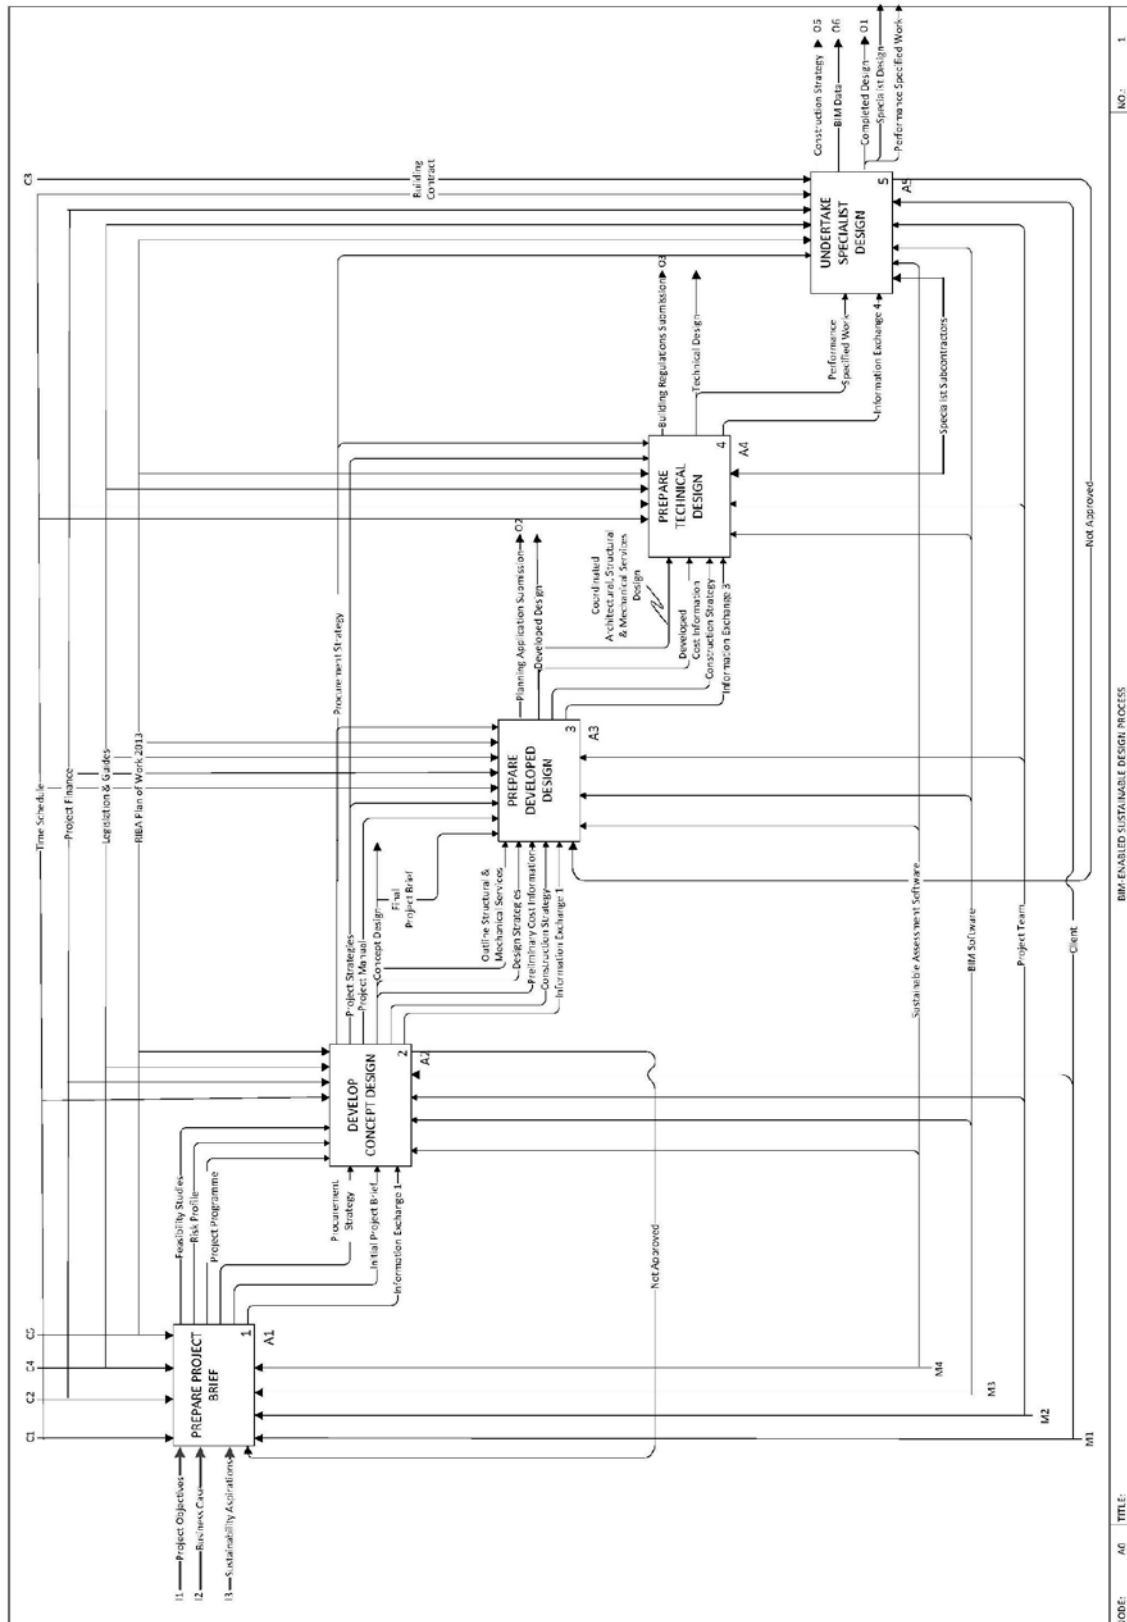 C1
C2
C4
C5
C3
Time Schedule
Project Finance
Legislation & Guides
RIBA Plan of Work 2013
Building
Contract
I1
Project Objectives
I2
Business Case
I3
Sustainability Aspirations
PREPARE PROJECT
BRIEF
1
A1
Feasibility Studies
Risk Profile
Project Programme
Procurement
Strategy
Initial Project Brief
Information Exchange 1
DEVELOP
CONCEPT DESIGN
2
A2
Not Approved
Procurement Strategy
Project Strategies
Project Manual
Concept Design
Final
Project Brief
Outline Structural &
Mechanical Services
Design Strategies
Preliminary Cost Information
Construction Strategy
Information Exchange 1
PREPARE
DEVELOPED
DESIGN
3
A3
Planning Application Submission
O2
Developed Design
Coordinated
Architectural, Structural
& Mechanical Services
Design
Developed
Cost Information
Construction Strategy
Information Exchange 3
PREPARE
TECHNICAL
DESIGN
4
A4
Building Regulations Submission
O3
Technical Design
Performance
Specified Work
Information Exchange 4
Specialist Subcontractors
UNDERTAKE
SPECIALIST
DESIGN
5
A5
Construction Strategy
O5
BIM Data
O6
Completed Design
O1
Specialist Design
Performance Specified Work
Not Approved
Sustainable Assessment Software
BIM Software
Project Team
Client
M4
M3
M2
M1
A0
TITLE:
BIM-ENABLED SUSTAINABLE DESIGN PROCESS
NO.:
1